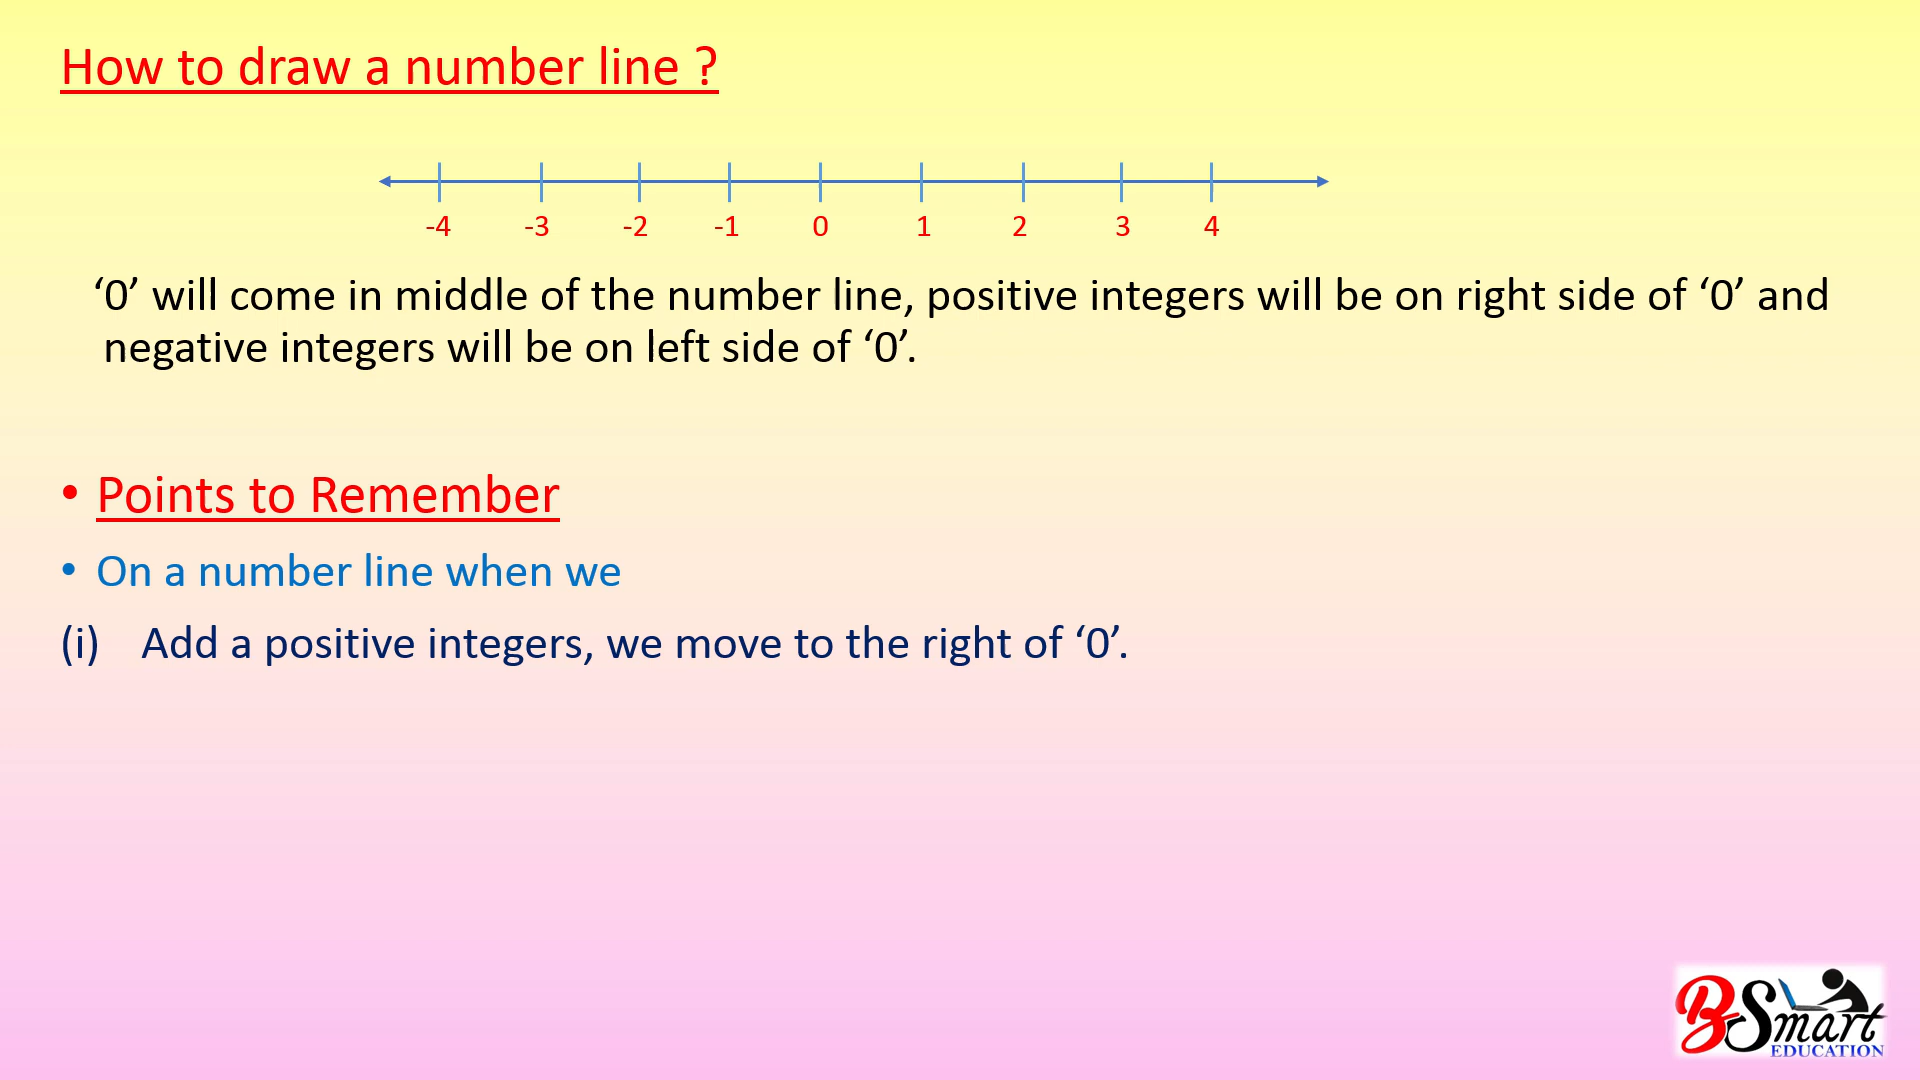 How to draw a number line ?
-4 -3 -2 -1 0 1 2 3 4
‘0’ will come in middle of the number line, positive integers will be on right side of ‘0’ and
negative integers will be on left side of ‘0’.
• Points to Remember
• On a number line when we
(i) Add a positive integers, we move to the right of ‘0’.
BSmart
EDUCATION